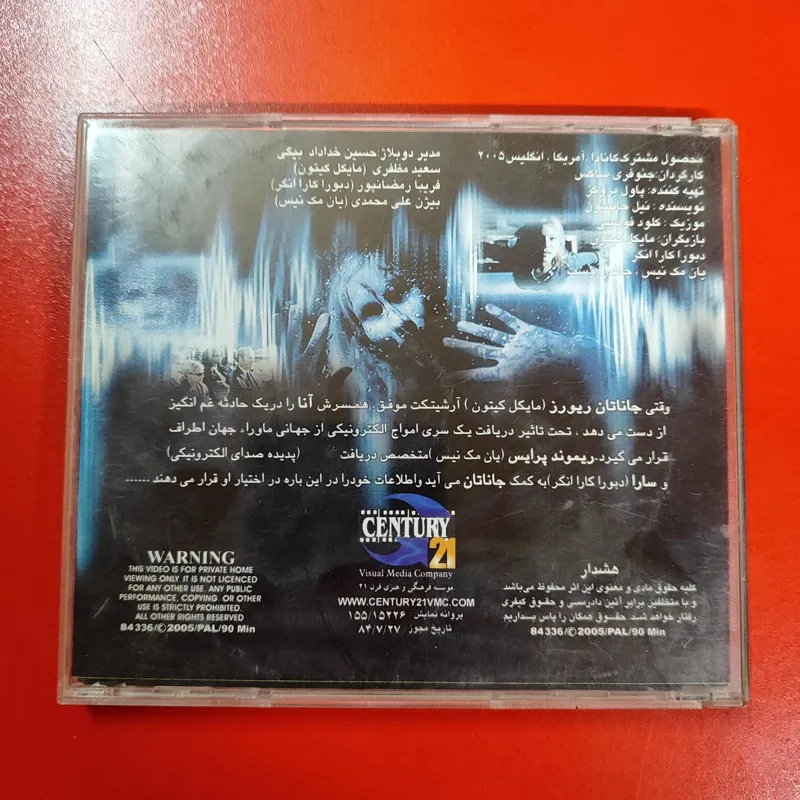 محصول مشترک کانادا، آمریکا، انگلیس ۲۰۰۵
کارگردان: جئوفری ساکس
تهیه کننده: پاول بروکز
نویسنده: نیل جانسون
موزیک: کلود فویسی
بازیگران: مایکل کیتون
دبورا کارا انگر
یان مک نیس، جاندرا وست
مدیر دوبلاژ: حسین خداداد بیگی
سعید مظفری (مایکل کیتون)
فریبا رمضانپور (دبورا کارا انگر)
بیژن علی محمدی (یان مک نیس)
وقتی جاناتان ریورز (مایکل کیتون) آرشیتکت موفق، همسرش آنا را در یک حادثه غم انگیز
از دست می دهد، تحت تاثیر دریافت یک سری امواج الکترونیکی از جهانی ماوراء جهان اطراف
قرار می گیرد. ریموند پرایس (یان مک نیس) متخصص دریافت (پدیده صدای الکترونیکی)
و سارا (دبورا کارا انگر) به کمک جاناتان می آید واطلاعات خودرا در این باره در اختیار او قرار می دهند ......
CENTURY
21
Visual Media Company
موسسه فرهنگی و هنری قرن ۲۱
WWW.CENTURY21VMC.COM
پروانه نمایش: ۱۵۵/۱۵۲۲۶
تاریخ مجوز: ۸۴/۷/۲۷
WARNING
THIS VIDEO IS FOR PRIVATE HOME
VIEWING ONLY. IT IS NOT LICENCED
FOR ANY OTHER USE. ANY PUBLIC
PERFORMANCE, COPYING. OR OTHER
USE IS STRICTLY PROHIBITED.
ALL OTHER RIGHTS RESERVED
84336/©2005/PAL/90 Min
هشدار
کلیه حقوق مادی و معنوی این اثر محفوظ می‌باشد.
و با متخلفین برابر آئین دادرسی و حقوق کیفری
رفتار خواهد شد. حقوق همکان را پاس بداریم.
84336/©2005/PAL/90 Min